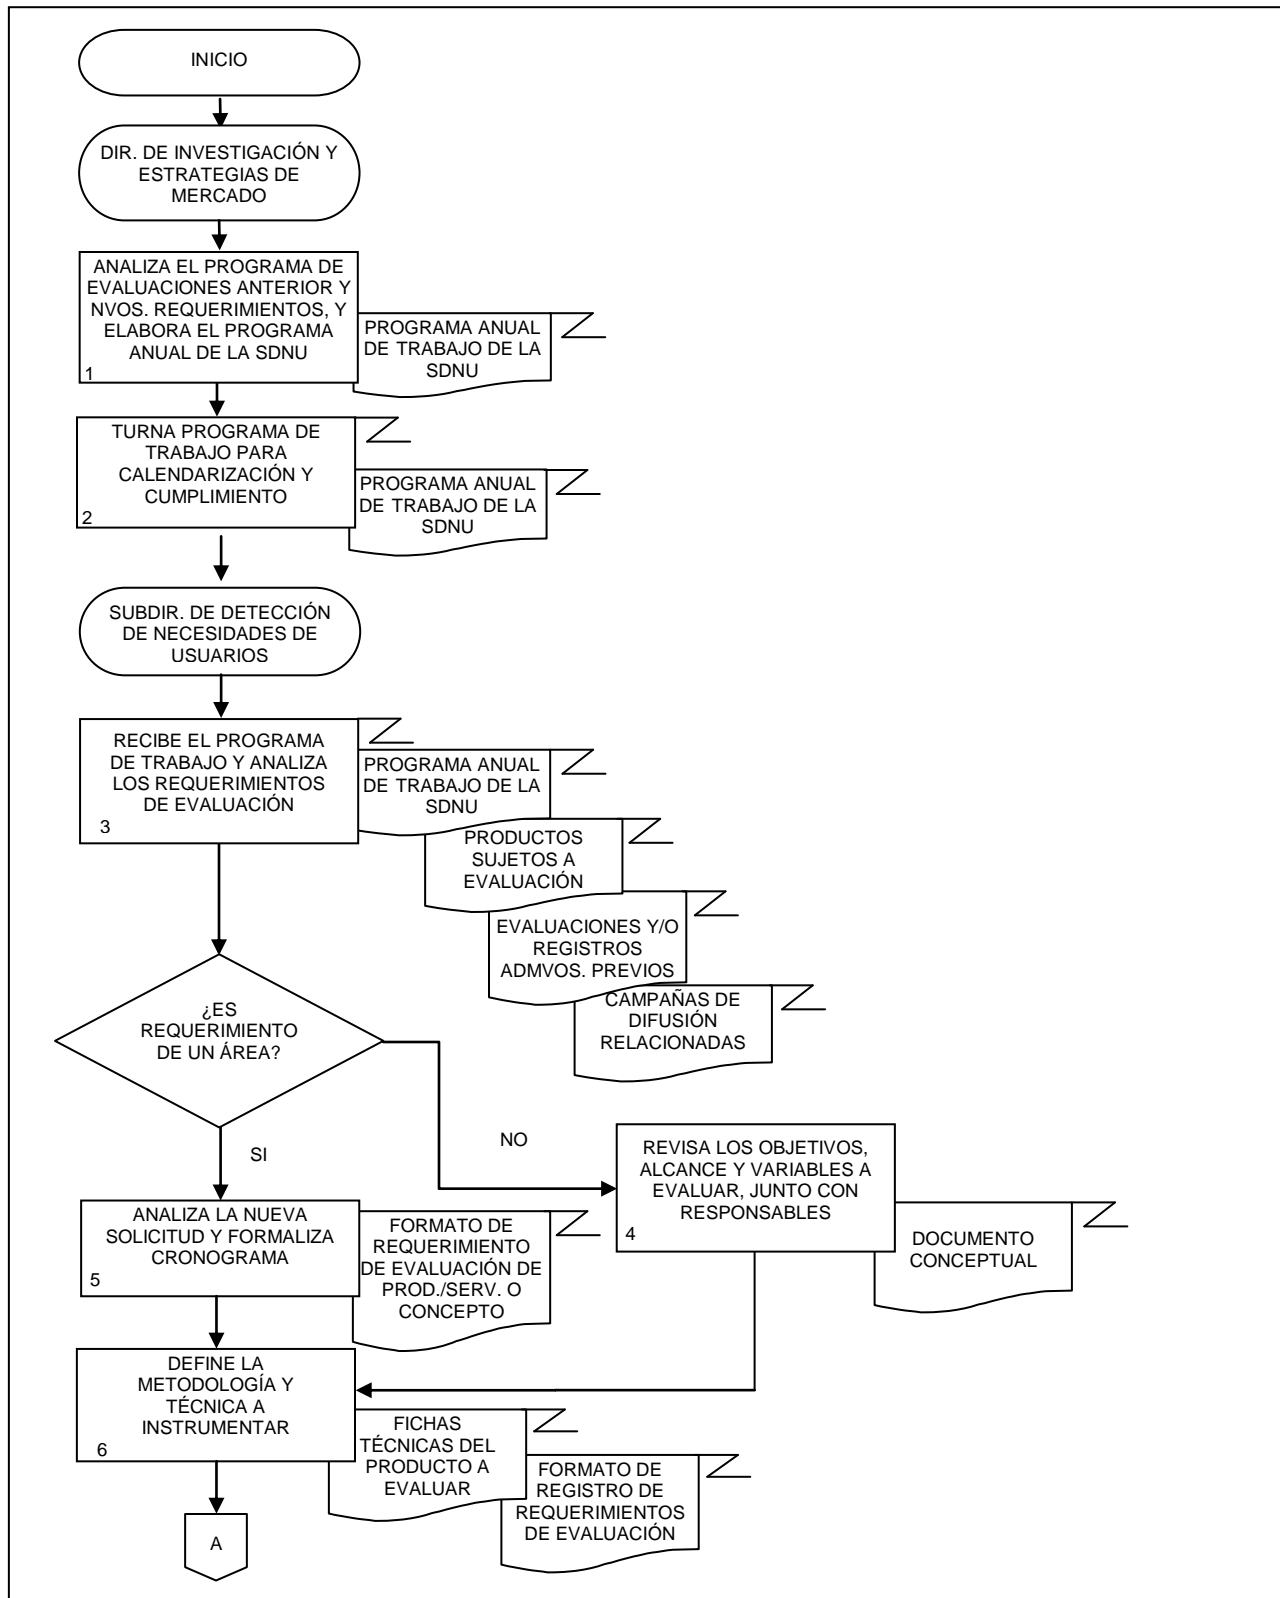 INICIO
DIR. DE INVESTIGACIÓN Y
ESTRATEGIAS DE
MERCADO
ANALIZA EL PROGRAMA DE
EVALUACIONES ANTERIOR Y
NVOS. REQUERIMIENTOS, Y
ELABORA EL PROGRAMA
ANUAL DE LA SDNU
1
PROGRAMA ANUAL
DE TRABAJO DE LA
SDNU
TURNA PROGRAMA DE
TRABAJO PARA
CALENDARIZACIÓN Y
CUMPLIMIENTO
2
PROGRAMA ANUAL
DE TRABAJO DE LA
SDNU
SUBDIR. DE DETECCIÓN
DE NECESIDADES DE
USUARIOS
RECIBE EL PROGRAMA
DE TRABAJO Y ANALIZA
LOS REQUERIMIENTOS
DE EVALUACIÓN
3
PROGRAMA ANUAL
DE TRABAJO DE LA
SDNU
PRODUCTOS
SUJETOS A
EVALUACIÓN
EVALUACIONES Y/O
REGISTROS
ADMVOS. PREVIOS
CAMPAÑAS DE
DIFUSIÓN
RELACIONADAS
¿ES
REQUERIMIENTO
DE UN ÁREA?
NO
SI
REVISA LOS OBJETIVOS,
ALCANCE Y VARIABLES A
EVALUAR, JUNTO CON
RESPONSABLES
4
DOCUMENTO
CONCEPTUAL
ANALIZA LA NUEVA
SOLICITUD Y FORMALIZA
CRONOGRAMA
5
FORMATO DE
REQUERIMIENTO
DE EVALUACIÓN DE
PROD./SERV. O
CONCEPTO
DEFINE LA
METODOLOGÍA Y
TÉCNICA A
INSTRUMENTAR
6
FICHAS
TÉCNICAS DEL
PRODUCTO A
EVALUAR
FORMATO DE
REGISTRO DE
REQUERIMIENTOS
DE EVALUACIÓN
A